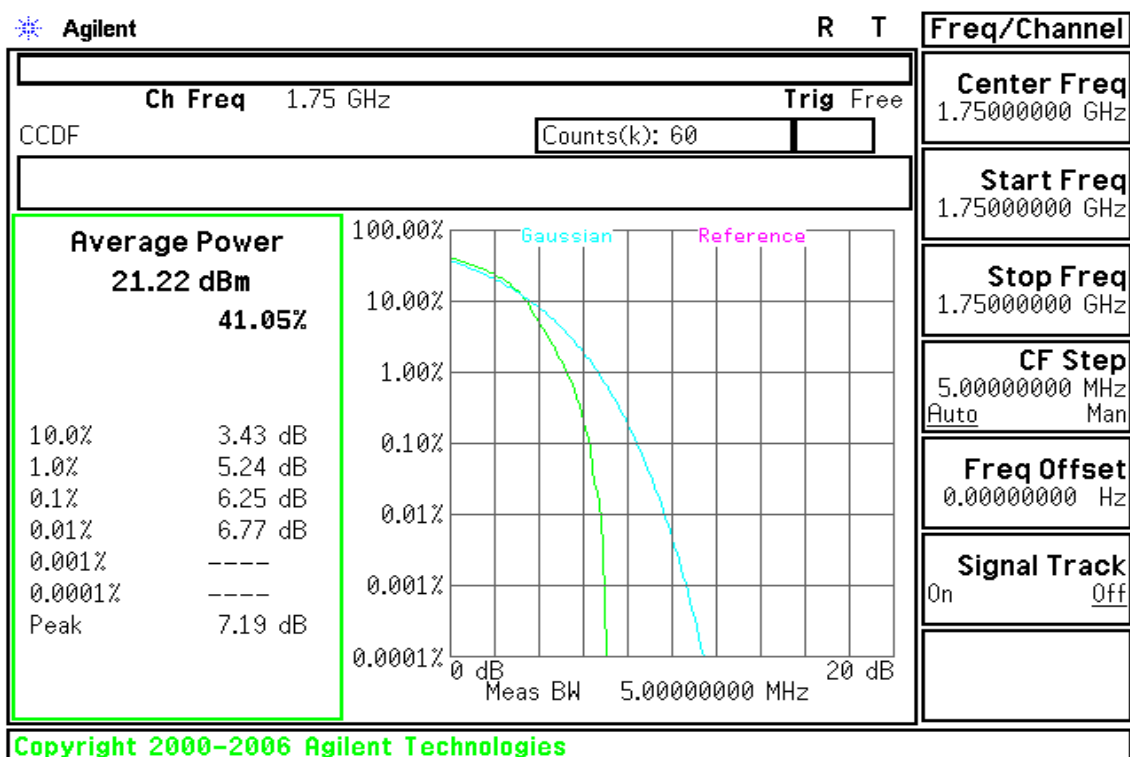 Agilent R T
Ch Freq 1.75 GHz Trig Free
CCDF Counts(k): 60
Average Power
21.22 dBm
41.05%
10.0% 3.43 dB
1.0% 5.24 dB
0.1% 6.25 dB
0.01% 6.77 dB
0.001% ----
0.0001% ----
Peak 7.19 dB
Gaussian Reference
100.00%
10.00%
1.00%
0.10%
0.01%
0.001%
0.0001%
0 dB 20 dB
Meas BW 5.00000000 MHz
Freq/Channel
Center Freq
1.75000000 GHz
Start Freq
1.75000000 GHz
Stop Freq
1.75000000 GHz
CF Step
5.00000000 MHz
Auto Man
Freq Offset
0.00000000 Hz
Signal Track
On Off
Copyright 2000-2006 Agilent Technologies